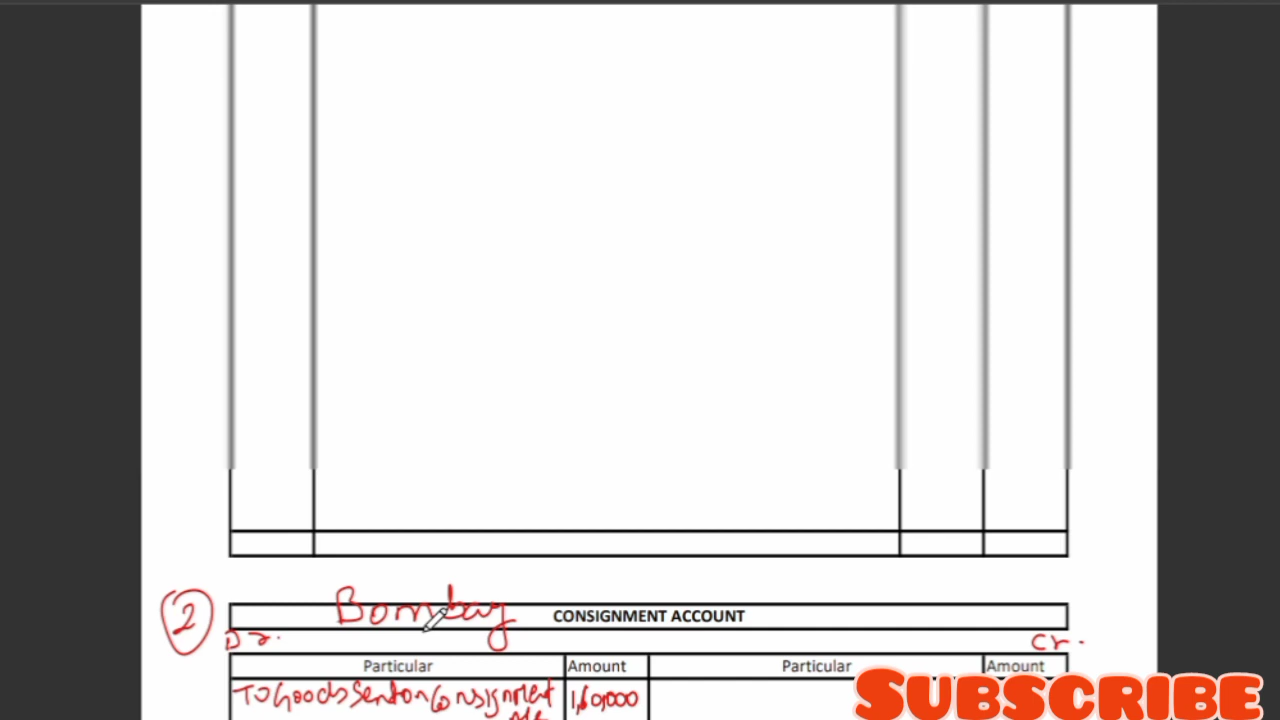 2
Bombay CONSIGNMENT ACCOUNT
Dr. Cr.
Particular Amount Particular Amount
To Goods Sent on Consignment 1,60,000
A/c
SUBSCRIBE